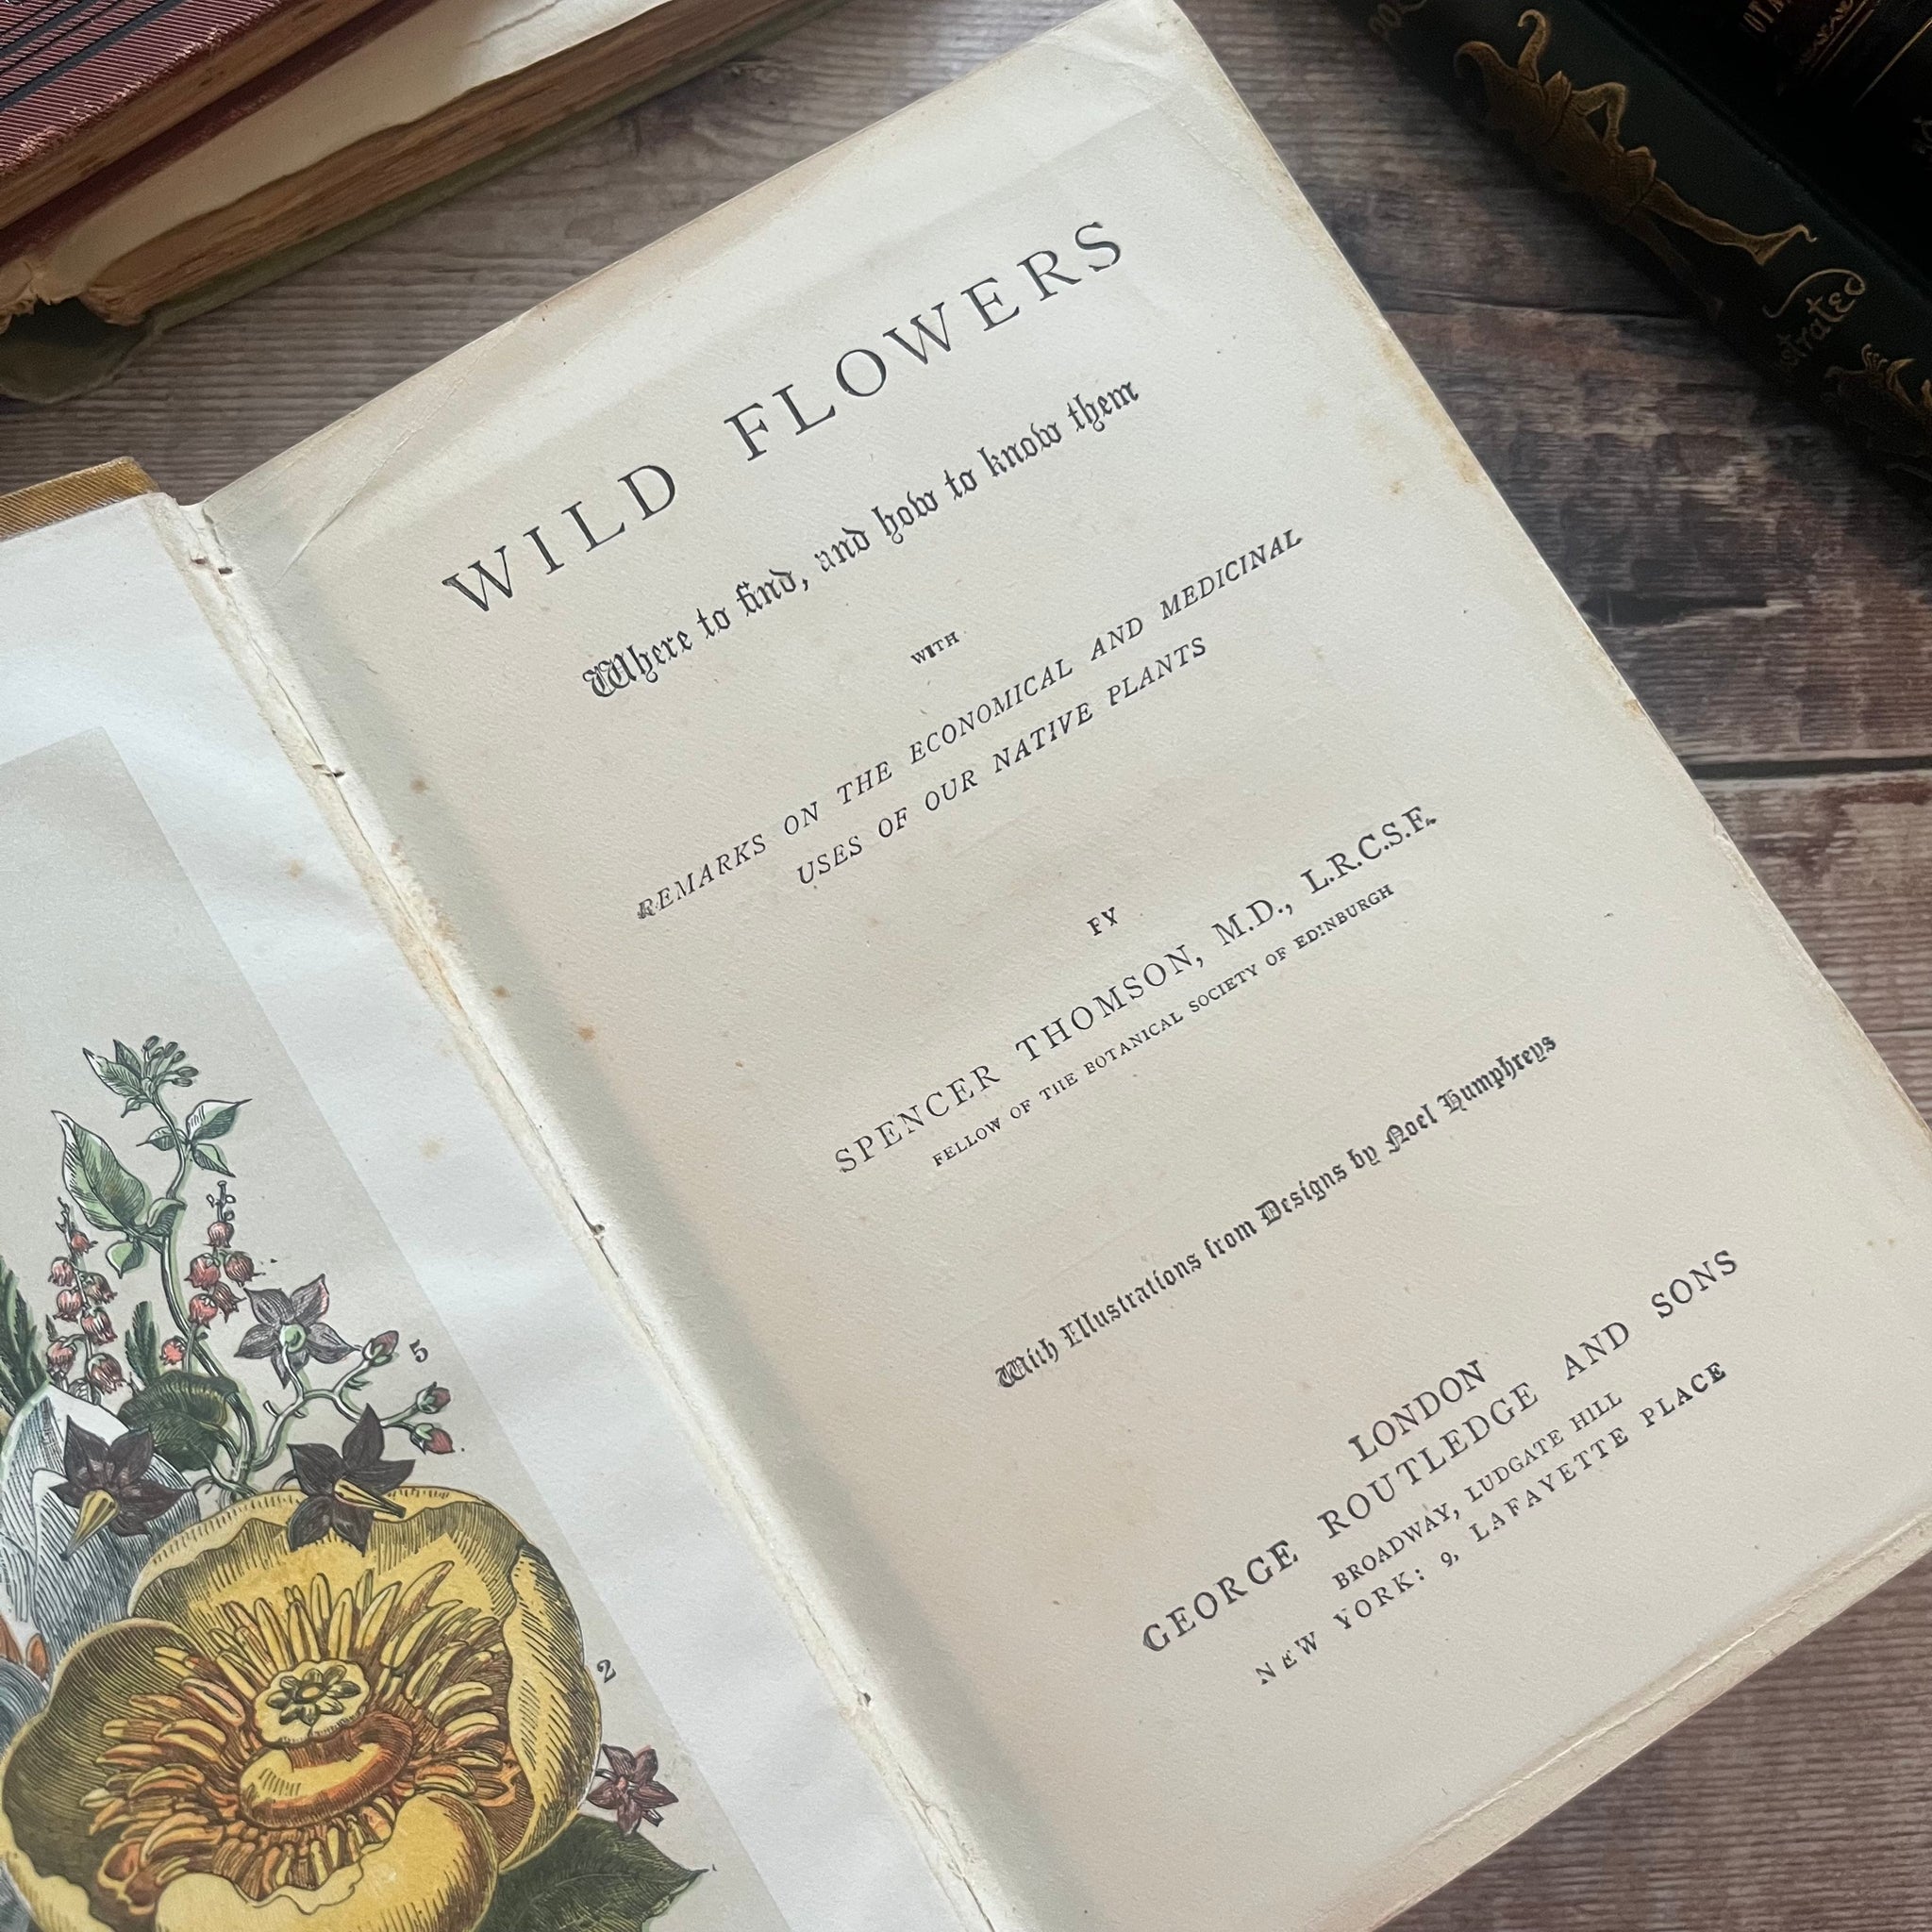 WILD FLOWERS
Where to find, and how to know them
WITH
REMARKS ON THE ECONOMICAL AND MEDICINAL
USES OF OUR NATIVE PLANTS
BY
SPENCER THOMSON, M.D., L.R.C.S.E.
FELLOW OF THE BOTANICAL SOCIETY OF EDINBURGH
With Illustrations from Designs by Noel Humphreys
LONDON
GEORGE ROUTLEDGE AND SONS
BROADWAY, LUDGATE HILL
NEW YORK: 9, LAFAYETTE PLACE
5
2